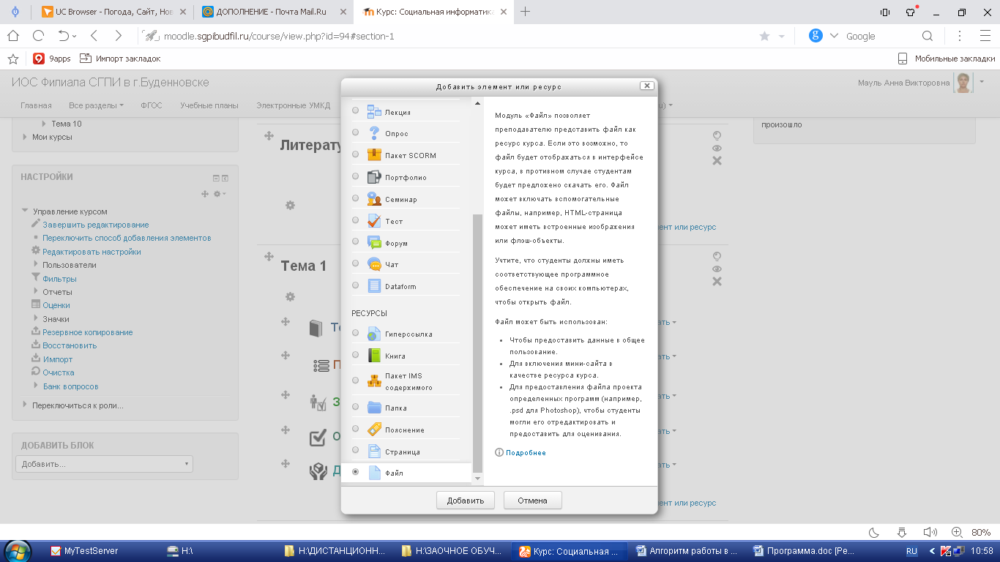 UC Browser - Погода, Сайт, Нов
ДОПОЛНЕНИЕ - Почта Mail.Ru
Курс: Социальная информатика
moodle.sgpibudfil.ru/course/view.php?id=94#section-1
Google
9apps
Импорт закладок
Мобильные закладки
ИОС Филиала СГПИ в г.Буденновске
Мауль Анна Викторовна
Главная
Все разделы
ФГОС
Учебные планы
Электронные УМКД
Тема 10
Мои курсы
НАСТРОЙКИ
Управление курсом
Завершить редактирование
Переключить способ добавления элементов
Редактировать настройки
Пользователи
Фильтры
Отчеты
Оценки
Значки
Резервное копирование
Восстановить
Импорт
Очистка
Банк вопросов
Переключиться к роли...
ДОБАВИТЬ БЛОК
Добавить...
Литерату
Тема 1
Добавить элемент или ресурс
Лекция
Опрос
Пакет SCORM
Портфолио
Семинар
Тест
Форум
Чат
Dataform
РЕСУРСЫ
Гиперссылка
Книга
Пакет IMS
содержимого
Папка
Пояснение
Страница
Файл
Модуль «Файл» позволяет
преподавателю представить файл как
ресурс курса. Если это возможно, то
файл будет отображаться в интерфейсе
курса, в противном случае студентам
будет предложено скачать его. Файл
может включать вспомогательные
файлы, например, HTML-страница
может иметь встроенные изображения
или флэш-объекты.
Учтите, что студенты должны иметь
соответствующее программное
обеспечение на своих компьютерах,
чтобы открыть файл.
Файл может быть использован:
Чтобы предоставить данные в общее
пользование.
Для включения мини-сайта в
качестве ресурса курса.
Для предоставления файла проекта
определенных программ (например,
.psd для Photoshop), чтобы студенты
могли его отредактировать и
предоставить для оценивания.
Подробнее
Добавить
Отмена
произошло
ент или ресурс
ать
ать
ать
ать
ать
ент или ресурс
80%
MyTestServer
H:\
H:\ДИСТАНЦИОНН...
H:\ЗАОЧНОЕ ОБУЧ...
Курс: Социальная ...
Алгоритм работы в ...
Программа.doc [Ре...
RU
10:58